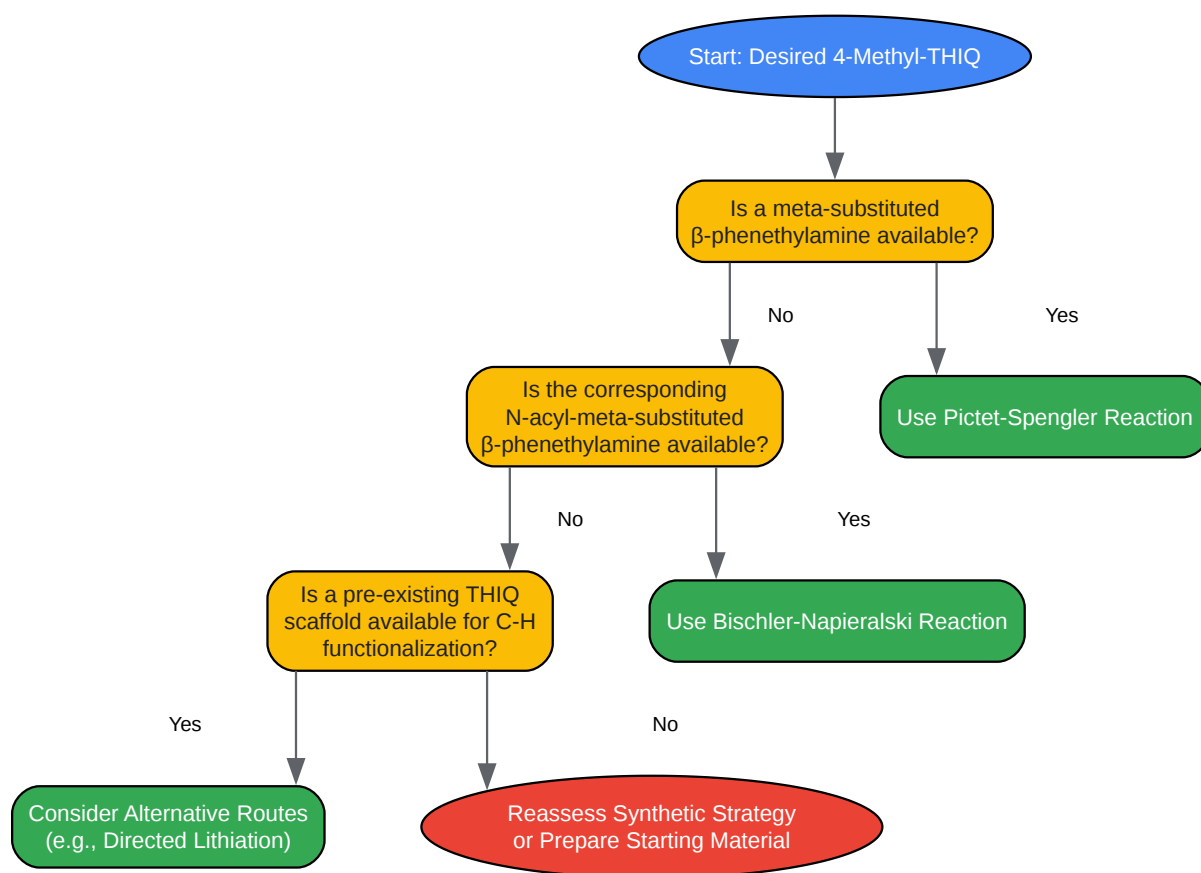 Start: Desired 4-Methyl-THIQ
Is a meta-substituted
β-phenethylamine available?
No
Yes
Is the corresponding
N-acyl-meta-substituted
β-phenethylamine available?
Use Pictet-Spengler Reaction
No
Yes
Is a pre-existing THIQ
scaffold available for C-H
functionalization?
Use Bischler-Napieralski Reaction
Yes
No
Consider Alternative Routes
(e.g., Directed Lithiation)
Reassess Synthetic Strategy
or Prepare Starting Material